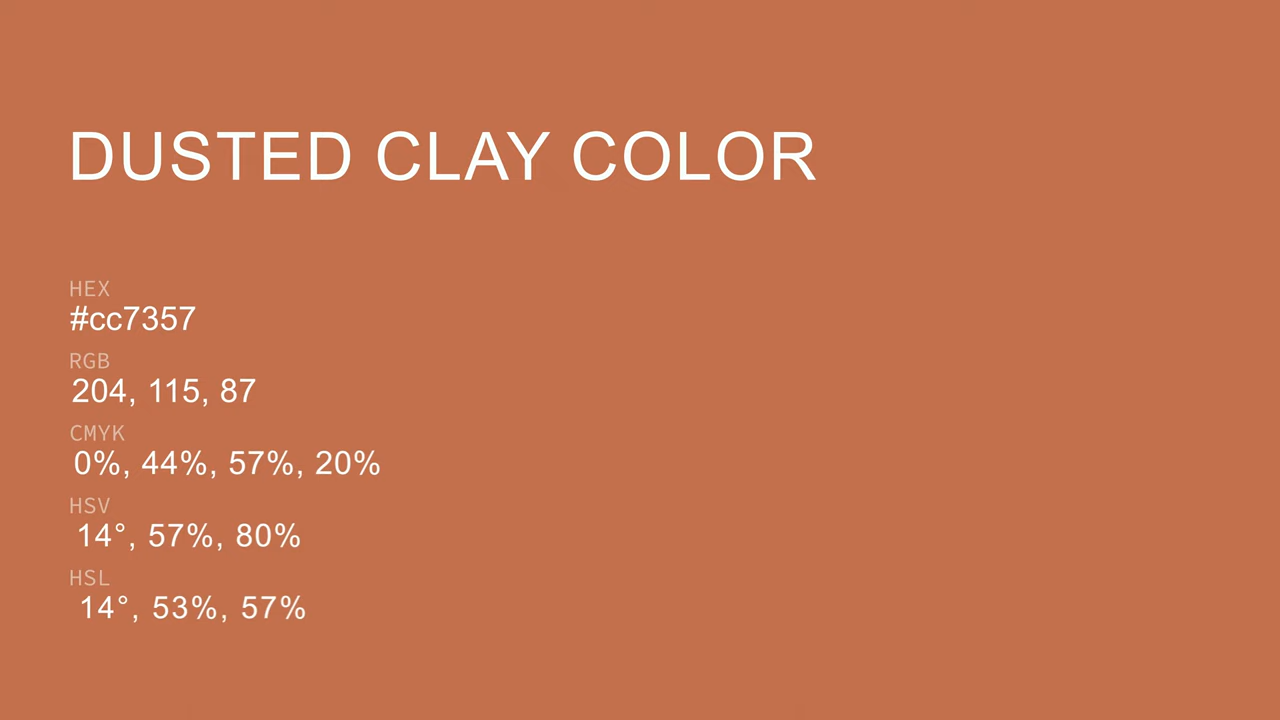 DUSTED CLAY COLOR
HEX
#cc7357
RGB
204, 115, 87
CMYK
0%, 44%, 57%, 20%
HSV
14°, 57%, 80%
HSL
14°, 53%, 57%